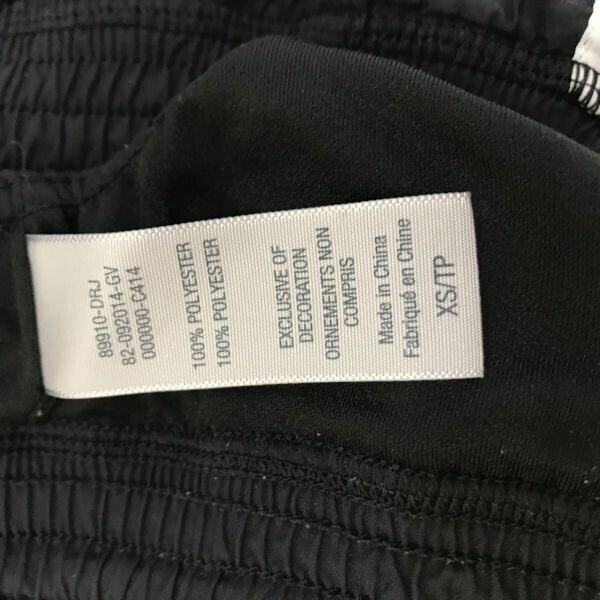 89910-DRJ
82-092014-GV
000000-C414
100% POLYESTER
100% POLYESTER
EXCLUSIVE OF
DECORATION
ORNEMENTS NON
COMPRIS
Made in China
Fabriqué en Chine
XS/TP